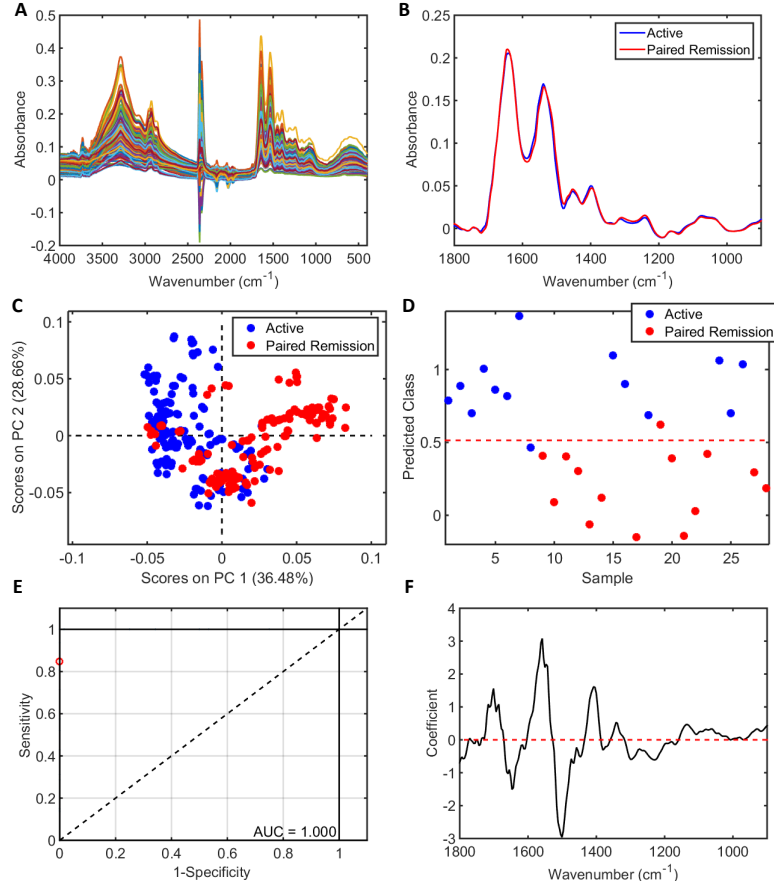 A
0.5
0.4
0.3
0.2
0.1
0
-0.1
-0.2
4000 3500 3000 2500 2000 1500 1000 500
Absorbance
Wavenumber (cm⁻¹)
B
0.25
0.2
0.15
0.1
0.05
0
1800 1600 1400 1200 1000
Absorbance
Wavenumber (cm⁻¹)
Active
Paired Remission
C
0.1
0.05
0
-0.05
-0.1 -0.05 0 0.05 0.1
Scores on PC 2 (28.66%)
Scores on PC 1 (36.48%)
Active
Paired Remission
D
1
0.5
0
5 10 15 20 25
Predicted Class
Sample
Active
Paired Remission
E
1
0.8
0.6
0.4
0.2
0
0 0.2 0.4 0.6 0.8 1
Sensitivity
1-Specificity
AUC = 1.000
F
4
3
2
1
0
-1
-2
-3
1800 1600 1400 1200 1000
Coefficient
Wavenumber (cm⁻¹)